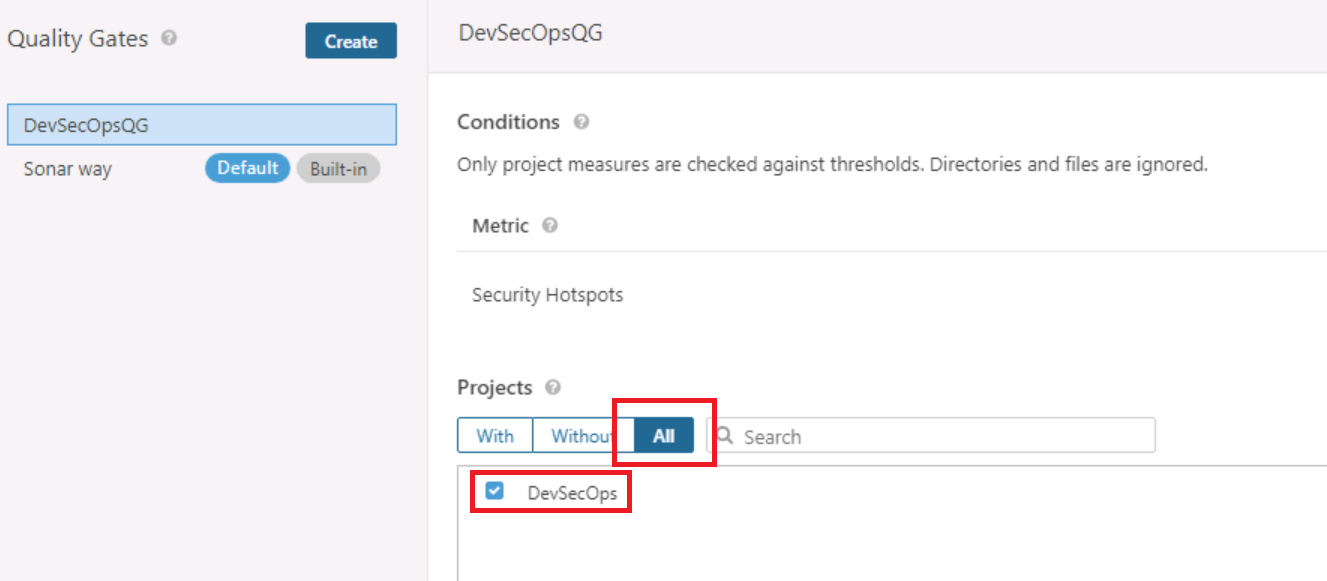 Quality Gates
Create
DevSecOpsQG
Sonar way Default Built-in
DevSecOpsQG
Conditions
Only project measures are checked against thresholds. Directories and files are ignored.
Metric
Security Hotspots
Projects
With Without All Search
DevSecOps